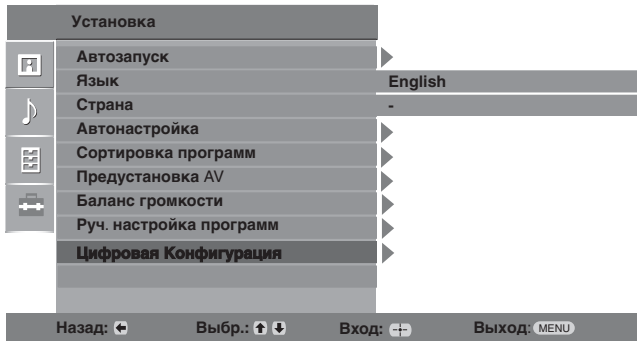 Установка
Автозапуск
Язык English
Страна -
Автонастройка
Сортировка программ
Предустановка AV
Баланс громкости
Руч. настройка программ
Цифровая Конфигурация
Назад: Выбр.: Вход: Выход: MENU